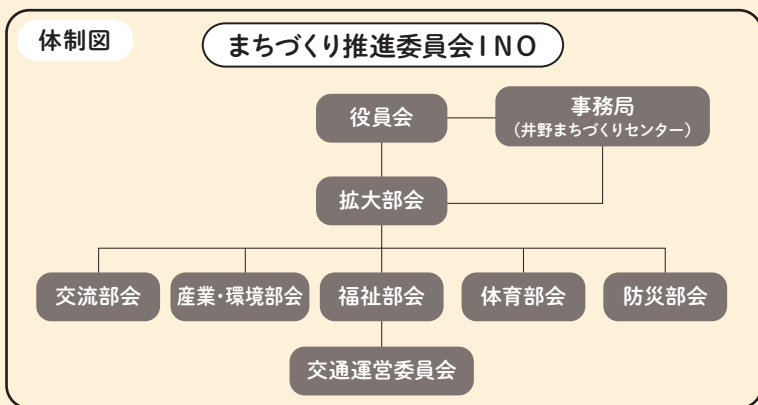 体制図
まちづくり推進委員会INO
役員会
事務局
（井野まちづくりセンター）
拡大部会
交流部会
産業・環境部会
福祉部会
体育部会
防災部会
交通運営委員会